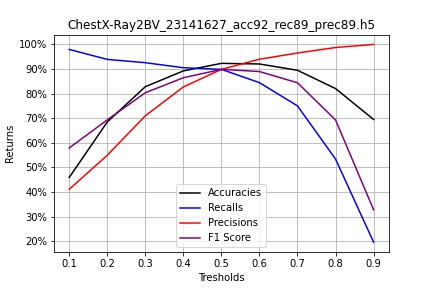 ChestX-Ray2BV_23141627_acc92_rec89_prec89.h5
100%
90%
80%
70%
60%
50%
40%
30%
20%
Returns
Accuracies
Recalls
Precisions
F1 Score
0.1 0.2 0.3 0.4 0.5 0.6 0.7 0.8 0.9
Tresholds